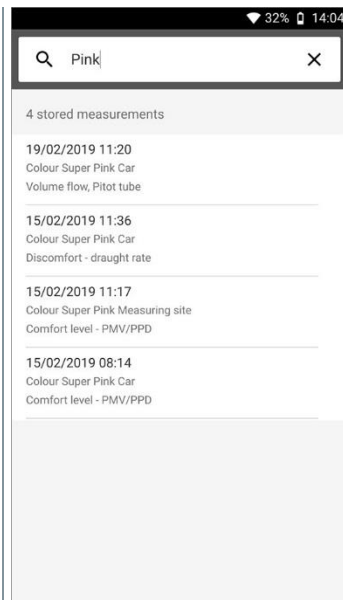 32% 14:04
Pink
4 stored measurements
19/02/2019 11:20
Colour Super Pink Car
Volume flow, Pitot tube
15/02/2019 11:36
Colour Super Pink Car
Discomfort - draught rate
15/02/2019 11:17
Colour Super Pink Measuring site
Comfort level - PMV/PPD
15/02/2019 08:14
Colour Super Pink Car
Comfort level - PMV/PPD